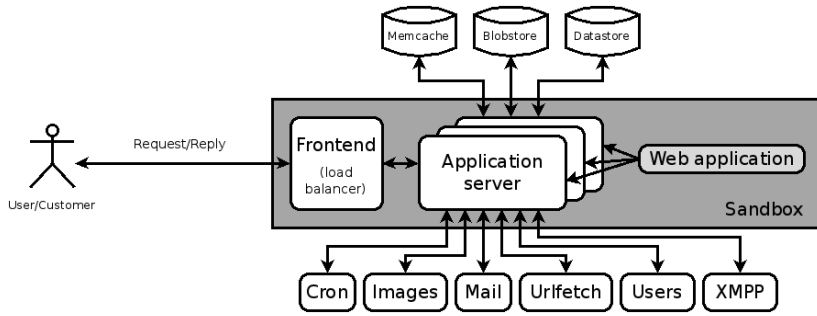 Memcache
Blobstore
Datastore
Request/Reply
User/Customer
Frontend
(load
balancer)
Application
server
Web application
Sandbox
Cron
Images
Mail
Urlfetch
Users
XMPP